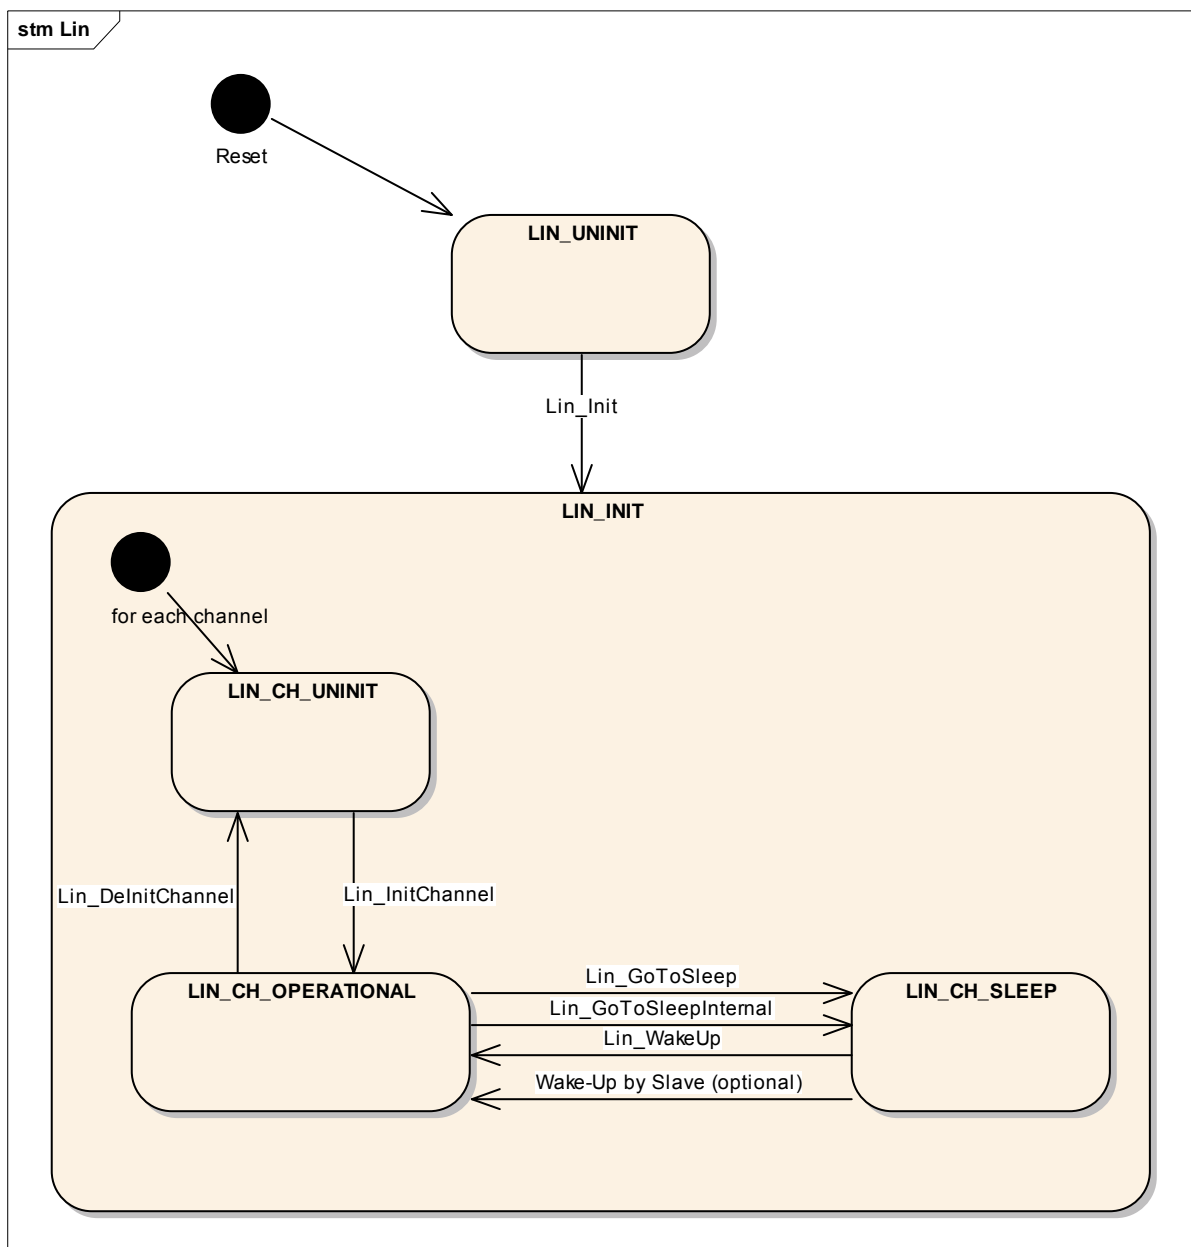 stm Lin
Reset
LIN_UNINIT
Lin_Init
LIN_INIT
for each channel
LIN_CH_UNINIT
Lin_DeInitChannel
Lin_InitChannel
LIN_CH_OPERATIONAL
Lin_GoToSleep
Lin_GoToSleepInternal
Lin_WakeUp
Wake-Up by Slave (optional)
LIN_CH_SLEEP